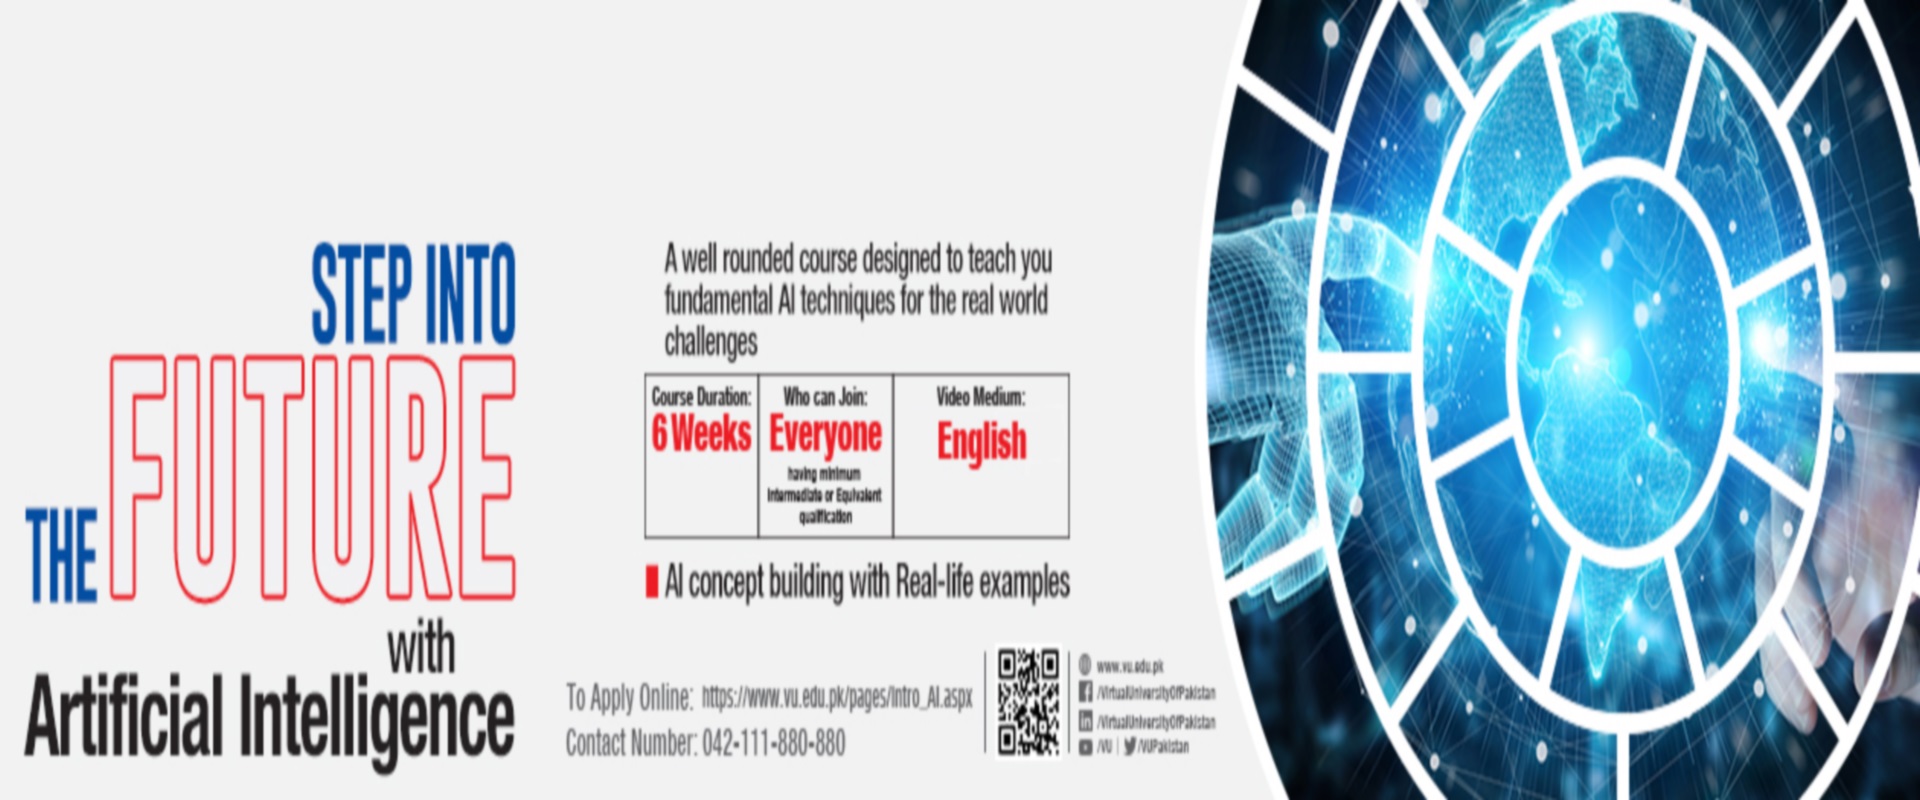 STEP INTO
THE FUTURE
with
Artificial Intelligence
A well rounded course designed to teach you
fundamental AI techniques for the real world
challenges
Course Duration:
6 Weeks
Who can Join:
Everyone
having minimum
Intermediate or Equivalent
qualification
Video Medium:
English
AI concept building with Real-life examples
To Apply Online: https://www.vu.edu.pk/pages/Intro_AI.aspx
Contact Number: 042-111-880-880
www.vu.edu.pk
/VirtualUniversityOfPakistan
/VirtualUniversityOfPakistan
/VU | /VUPakistan